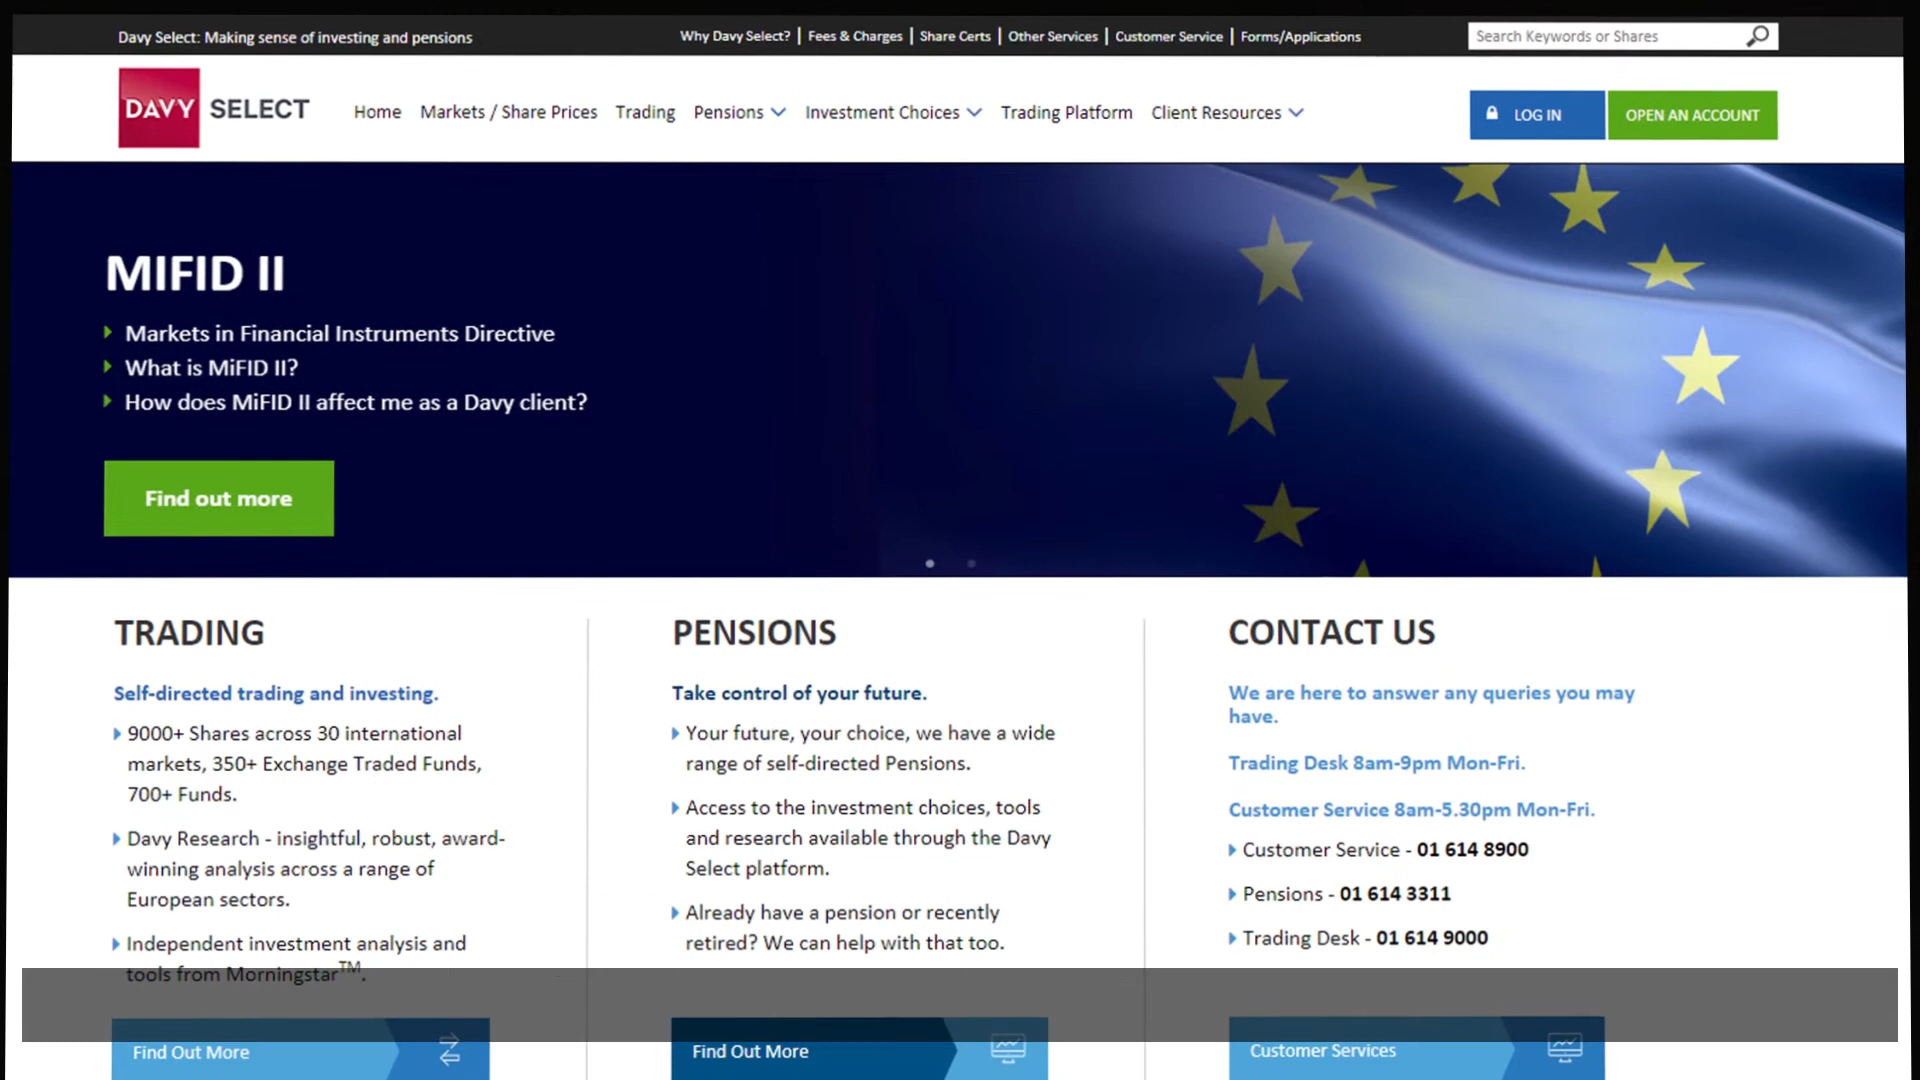 Davy Select: Making sense of investing and pensions
Why Davy Select? | Fees & Charges | Share Certs | Other Services | Customer Service | Forms/Applications
Search Keywords or Shares
DAVY SELECT
Home Markets / Share Prices Trading Pensions Investment Choices Trading Platform Client Resources
LOG IN
OPEN AN ACCOUNT
MIFID II
Markets in Financial Instruments Directive
What is MiFID II?
How does MiFID II affect me as a Davy client?
Find out more
TRADING
Self-directed trading and investing.
9000+ Shares across 30 international
markets, 350+ Exchange Traded Funds,
700+ Funds.
Davy Research - insightful, robust, award-
winning analysis across a range of
European sectors.
Independent investment analysis and
tools from Morningstar™.
Find Out More
PENSIONS
Take control of your future.
Your future, your choice, we have a wide
range of self-directed Pensions.
Access to the investment choices, tools
and research available through the Davy
Select platform.
Already have a pension or recently
retired? We can help with that too.
Find Out More
CONTACT US
We are here to answer any queries you may
have.
Trading Desk 8am-9pm Mon-Fri.
Customer Service 8am-5.30pm Mon-Fri.
Customer Service - 01 614 8900
Pensions - 01 614 3311
Trading Desk - 01 614 9000
Customer Services